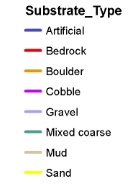 Substrate_Type
Artificial
Bedrock
Boulder
Cobble
Gravel
Mixed coarse
Mud
Sand